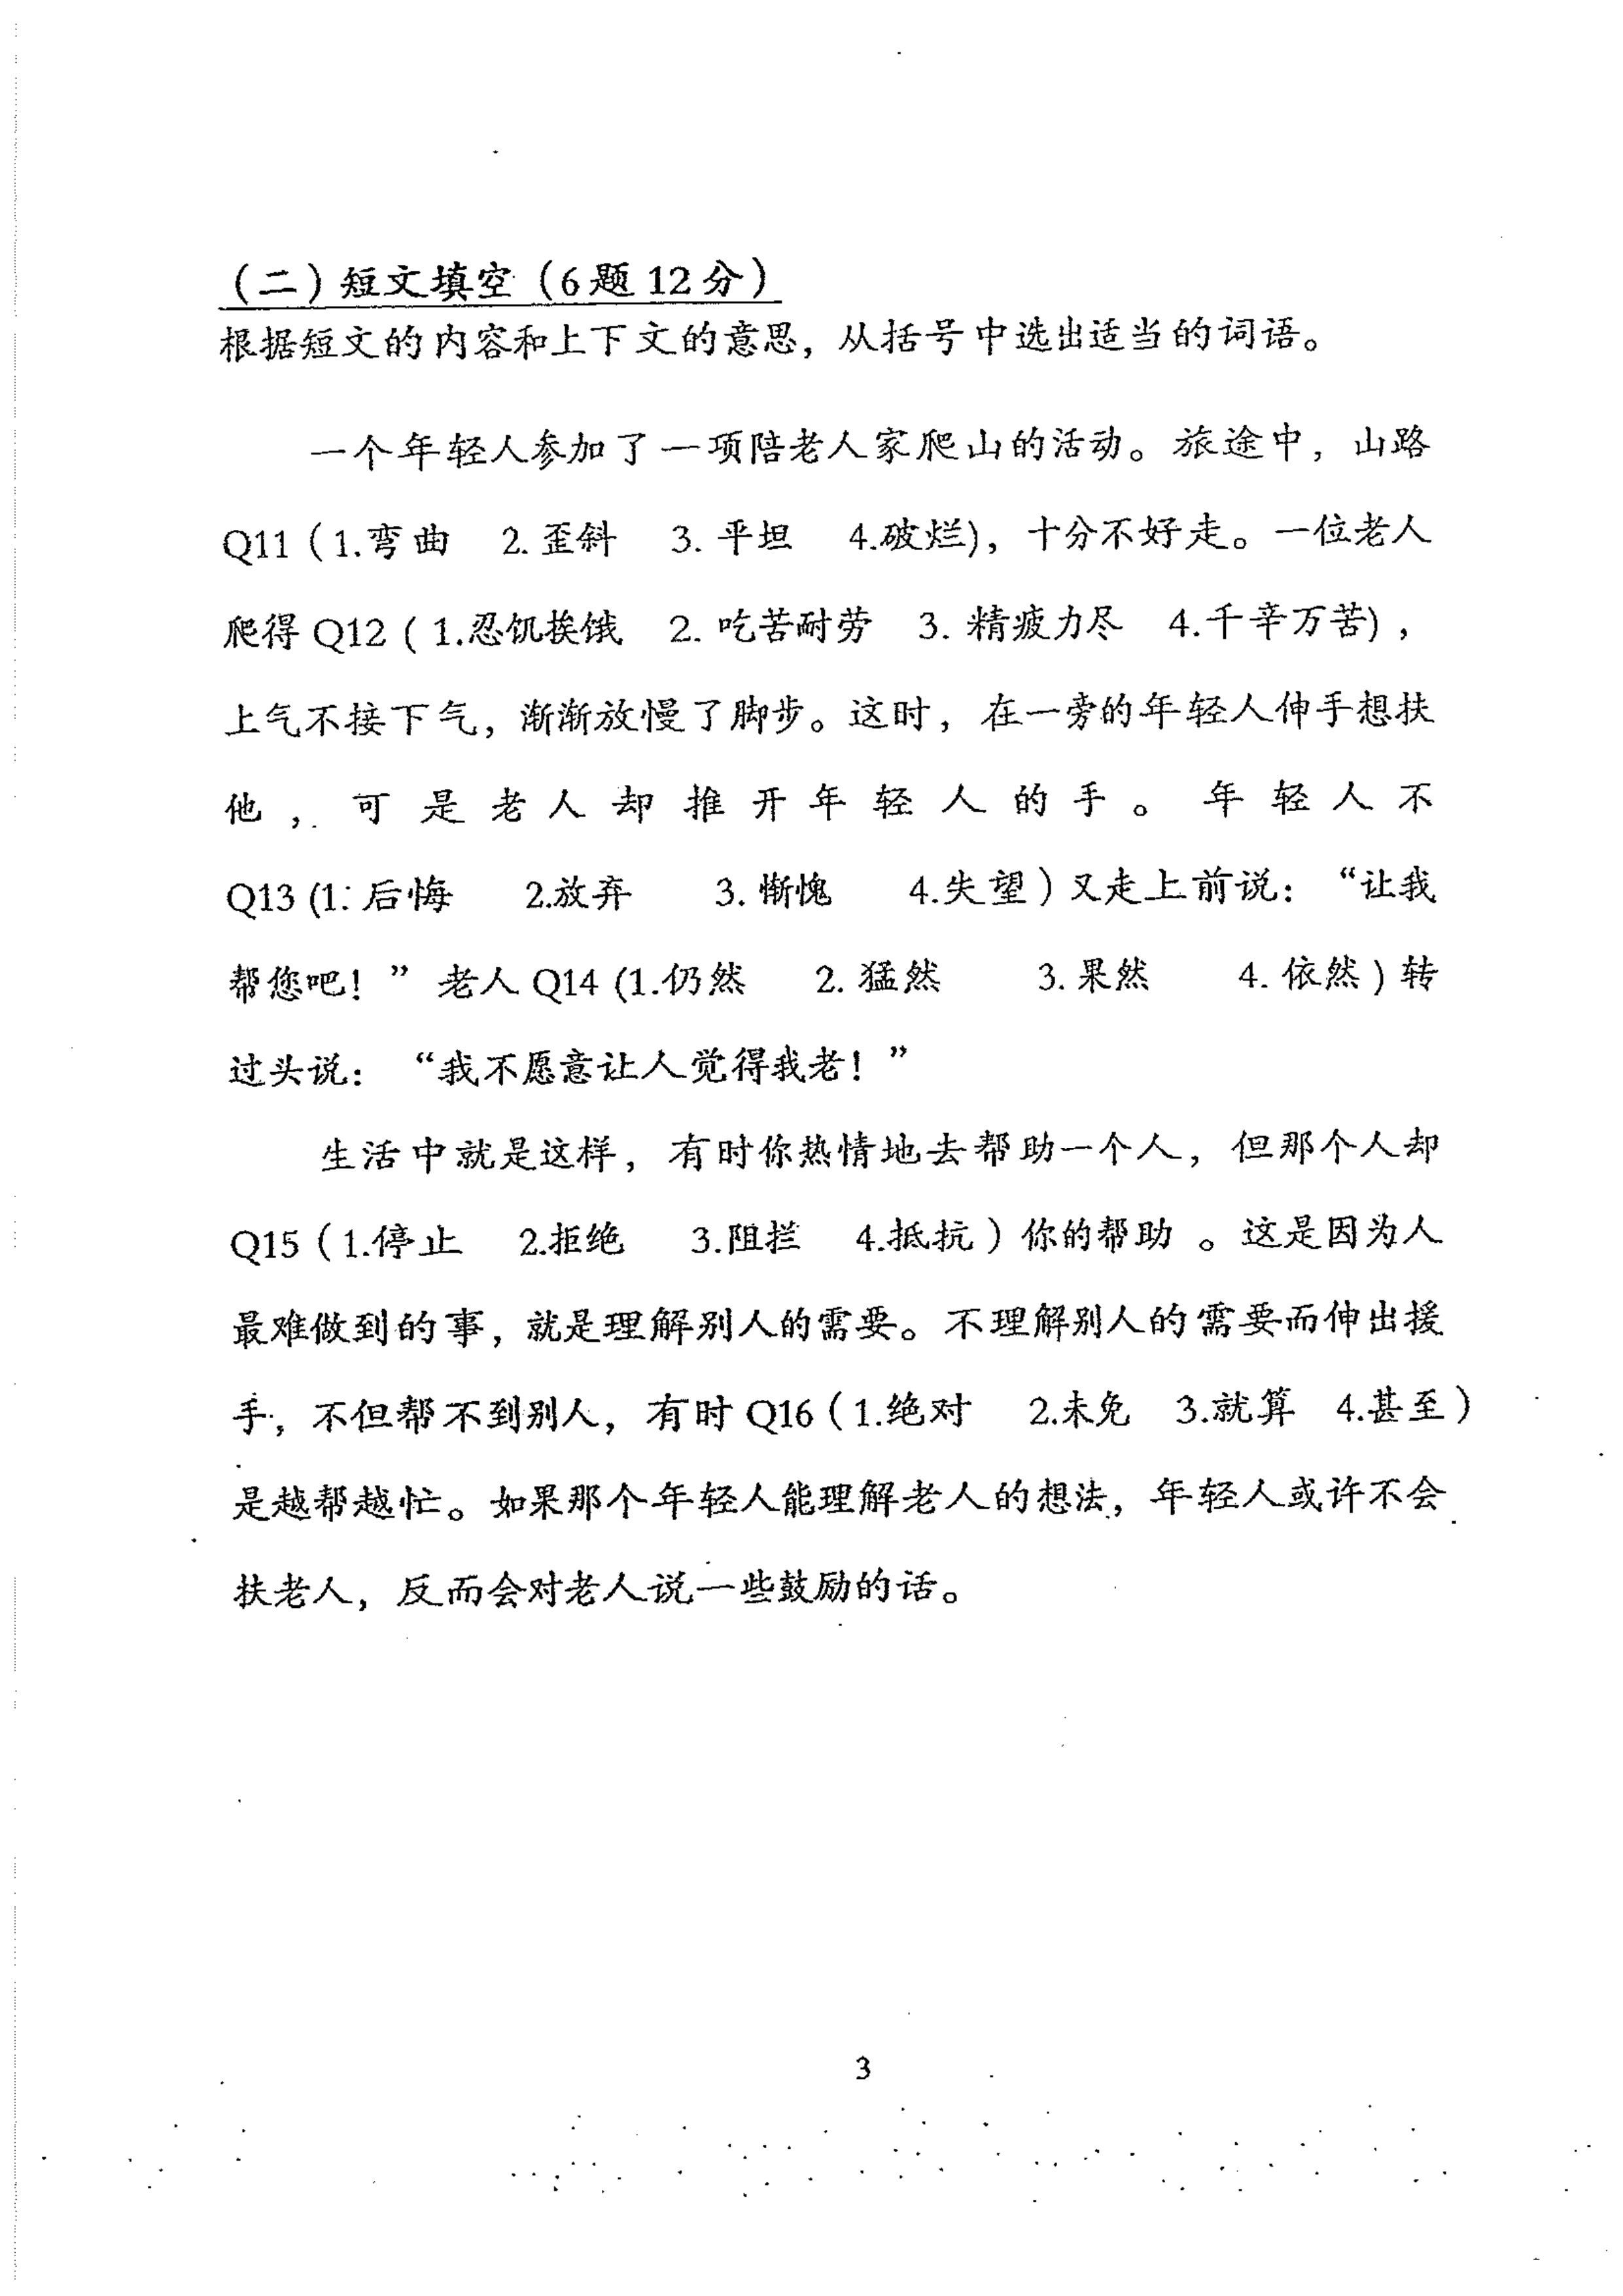 （二）短文填空（6题 12分）
根据短文的内容和上下文的意思，从括号中选出适当的词语。
一个年轻人参加了一项陪老人家爬山的活动。旅途中，山路
Q11（1.弯曲 2. 歪斜 3. 平坦 4.破烂)，十分不好走。一位老人
爬得 Q12 ( 1.忍饥挨饿 2. 吃苦耐劳 3. 精疲力尽 4.千辛万苦)，
上气不接下气，渐渐放慢了脚步。这时，在一旁的年轻人伸手想扶
他，可是老人却推开年轻人的手。年轻人不
Q13 (1. 后悔 2.放弃 3. 惭愧 4.失望）又走上前说：“让我
帮您吧！”老人 Q14 (1.仍然 2. 猛然 3. 果然 4. 依然）转
过头说：“我不愿意让人觉得我老！”
生活中就是这样，有时你热情地去帮助一个人，但那个人却
Q15（1.停止 2.拒绝 3.阻拦 4.抵抗）你的帮助 。这是因为人
最难做到的事，就是理解别人的需要。不理解别人的需要而伸出援
手，不但帮不到别人，有时 Q16（1.绝对 2.未免 3.就算 4.甚至）
是越帮越忙。如果那个年轻人能理解老人的想法，年轻人或许不会
扶老人，反而会对老人说一些鼓励的话。
3